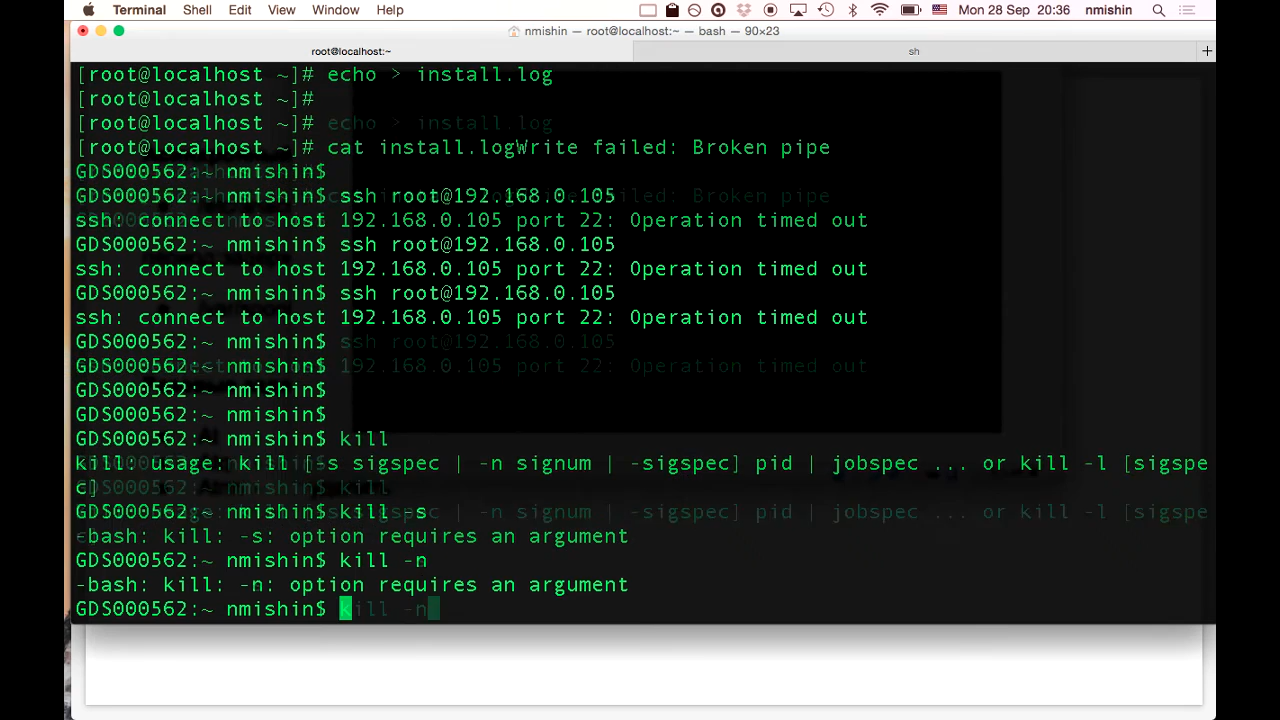 Terminal Shell Edit View Window Help Mon 28 Sep 20:36 nmishin
nmishin — root@localhost:~ — bash — 90×23
root@localhost:~ sh +
[root@localhost ~]# echo > install.log
[root@localhost ~]#
[root@localhost ~]# echo > install.log
[root@localhost ~]# cat install.logWrite failed: Broken pipe
GDS000562:~ nmishin$
GDS000562:~ nmishin$ ssh root@192.168.0.105
ssh: connect to host 192.168.0.105 port 22: Operation timed out
GDS000562:~ nmishin$ ssh root@192.168.0.105
ssh: connect to host 192.168.0.105 port 22: Operation timed out
GDS000562:~ nmishin$ ssh root@192.168.0.105
ssh: connect to host 192.168.0.105 port 22: Operation timed out
GDS000562:~ nmishin$ ssh root@192.168.0.105
GDS000562:~ nmishin$ 192.168.0.105 port 22: Operation timed out
GDS000562:~ nmishin$
GDS000562:~ nmishin$
GDS000562:~ nmishin$ kill
kill: usage: kill [-s sigspec | -n signum | -sigspec] pid | jobspec ... or kill -l [sigspe
c]
GDS000562:~ nmishin$ kill -s
-bash: kill: -s: option requires an argument
GDS000562:~ nmishin$ kill -n
-bash: kill: -n: option requires an argument
GDS000562:~ nmishin$ kill -n